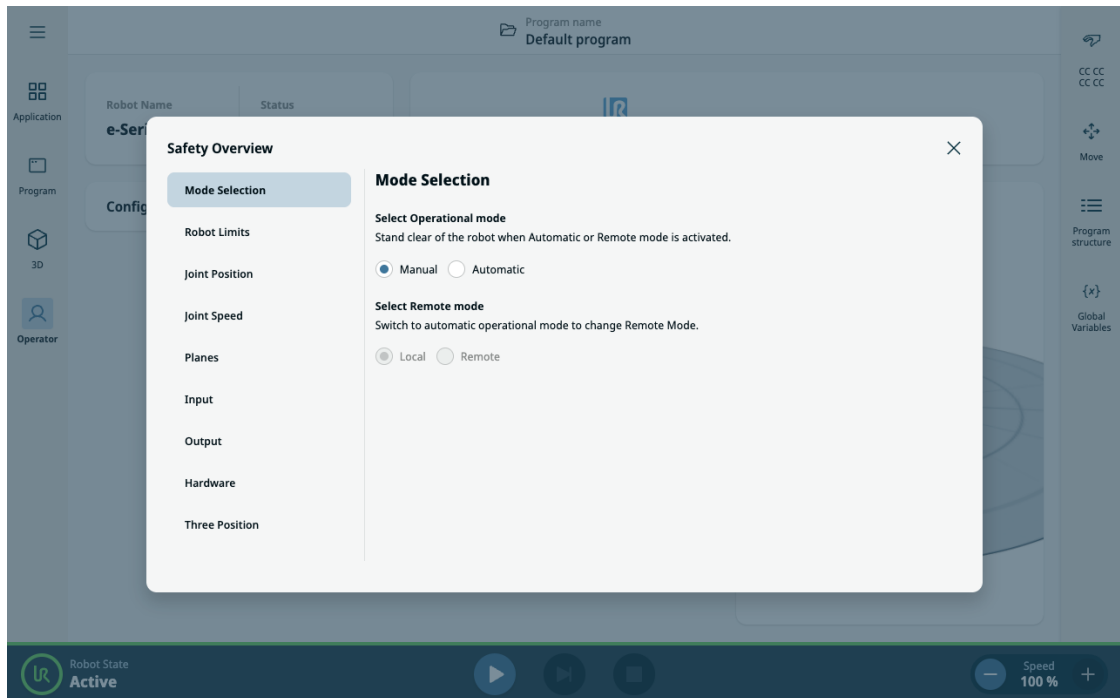 Program name
Default program
Application
Program
3D
Operator
Robot Name
Status
e-Seri
Config
Safety Overview
Mode Selection
Robot Limits
Joint Position
Joint Speed
Planes
Input
Output
Hardware
Three Position
Mode Selection
Select Operational mode
Stand clear of the robot when Automatic or Remote mode is activated.
Manual Automatic
Select Remote mode
Switch to automatic operational mode to change Remote Mode.
Local Remote
CC CC
CC CC
Move
Program
structure
{x}
Global
Variables
UR
Robot State
Active
Speed
100 %